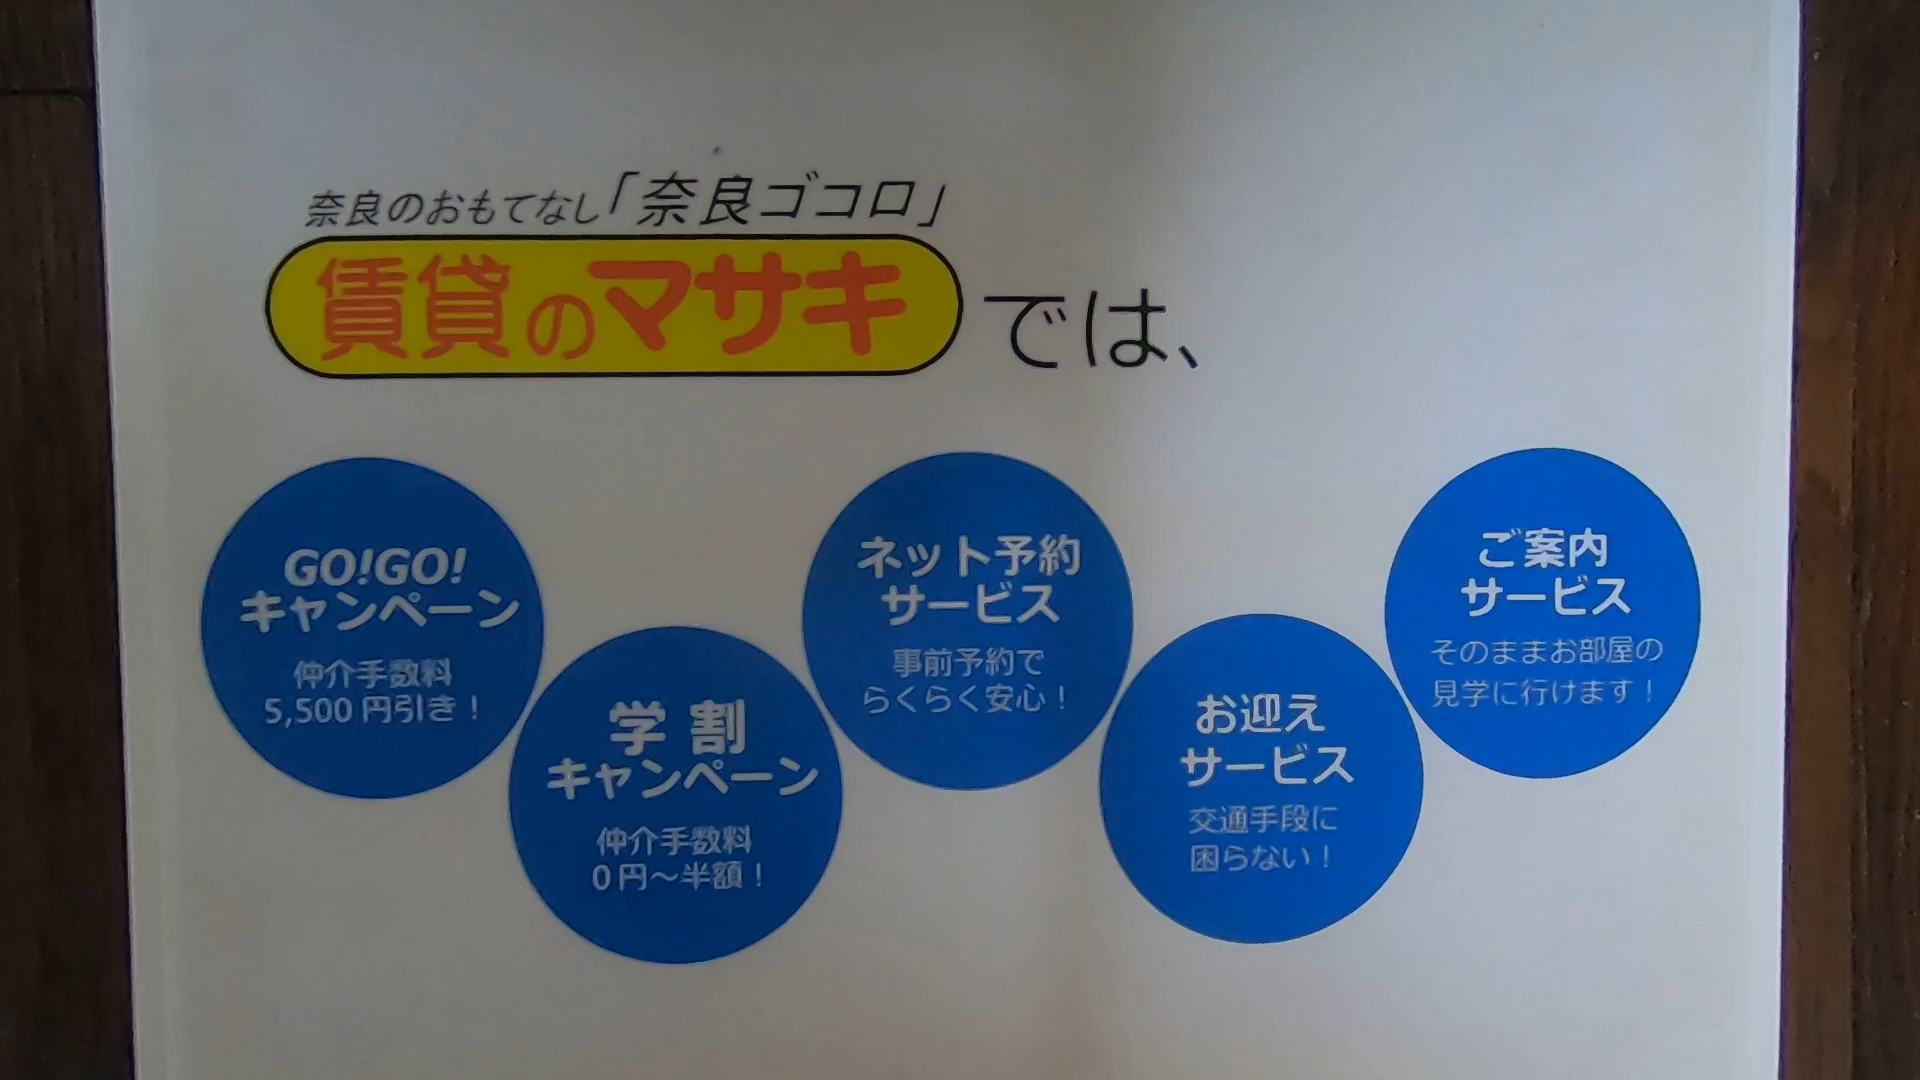 奈良のおもてなし「奈良ゴコロ」
賃貸のマサキでは、
GO!GO!
キャンペーン
仲介手数料
5,500円引き！
学割
キャンペーン
仲介手数料
0円～半額！
ネット予約
サービス
事前予約で
らくらく安心！
お迎え
サービス
交通手段に
困らない！
ご案内
サービス
そのままお部屋の
見学に行けます！